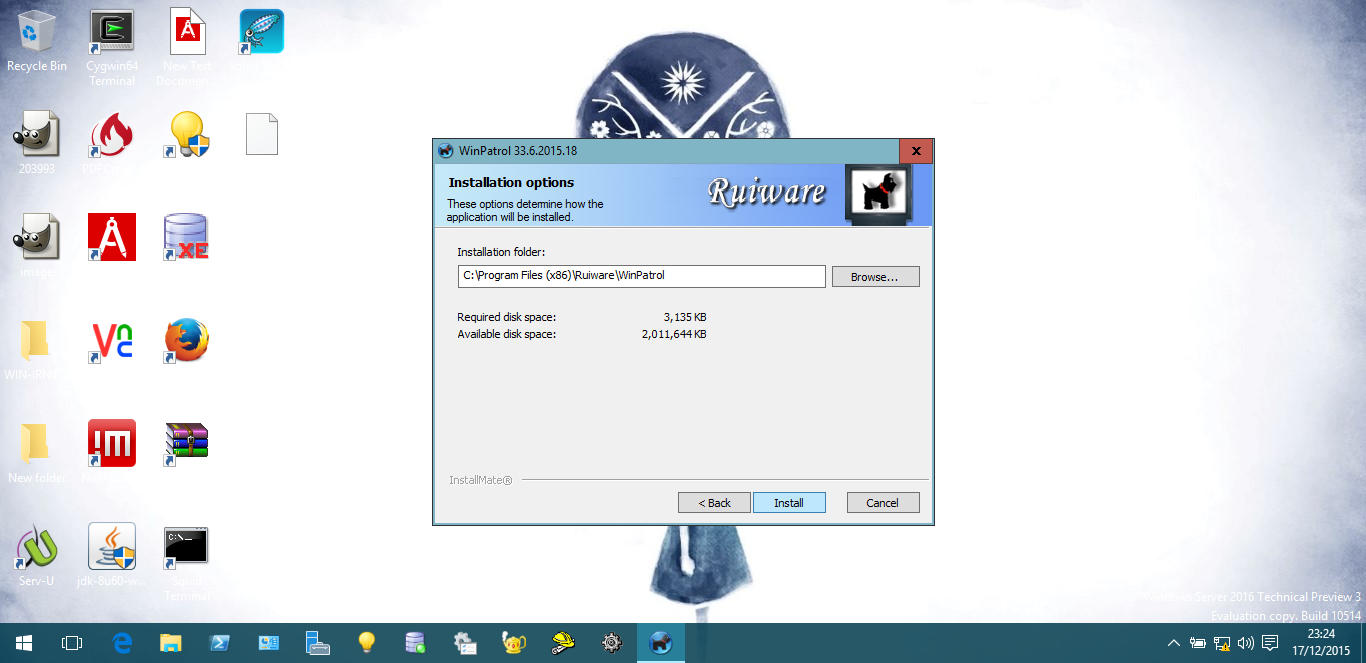 Recycle Bin
Cygwin64
Terminal
New Text
Documen...
203993
images
WIN-iRN
New folder
Serv-U
jdk-8u60-w...
Squid
Terminal
XE
C:\._
WinPatrol 33.6.2015.18
Installation options
These options determine how the
application will be installed.
Ruiware
Installation folder:
C:\Program Files (x86)\Ruiware\WinPatrol
Browse...
Required disk space: 3,135 KB
Available disk space: 2,011,644 KB
InstallMate®
< Back
Install
Cancel
Windows Server 2016 Technical Preview 3
Evaluation copy. Build 10514
23:24
17/12/2015